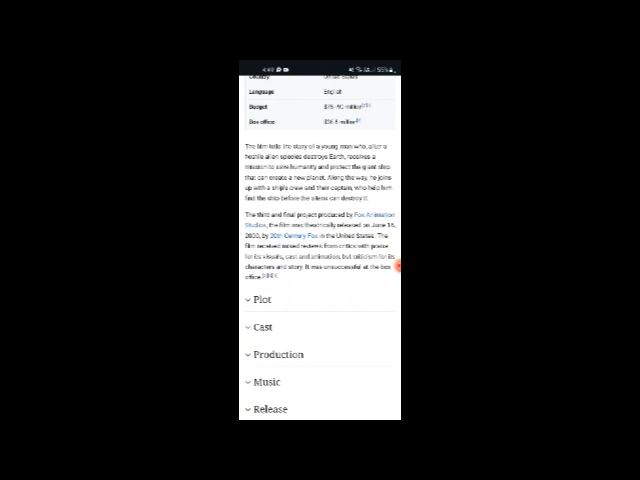 Country United States
Language English
Budget $75–90 million
Box office $36.8 million
The film tells the story of a young man who, after a
hostile alien species destroys Earth, receives a
mission to save humanity and protect the giant ship
that can create a new planet. Along the way, he joins
up with a ship's crew and their captain, who help him
find the ship before the aliens can destroy it.
The third and final project produced by Fox Animation
Studios, the film was theatrically released on June 16,
2000, by 20th Century Fox in the United States. The
film received mixed reviews from critics with praise
for its visuals, cast and animation, but criticism for its
characters and story. It was unsuccessful at the box
office.
Plot
Cast
Production
Music
Release